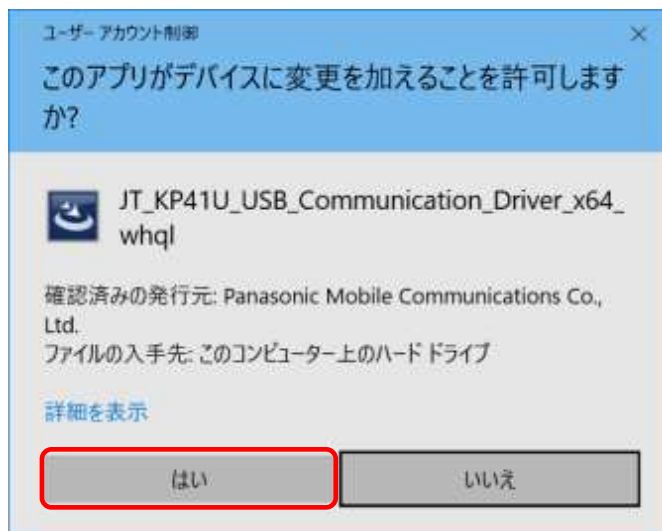 ユーザー アカウント制御
このアプリがデバイスに変更を加えることを許可します
か?
JT_KP41U_USB_Communication_Driver_x64_
whql
確認済みの発行元: Panasonic Mobile Communications Co.,
Ltd.
ファイルの入手先: このコンピューター上のハード ドライブ
詳細を表示
はい
いいえ